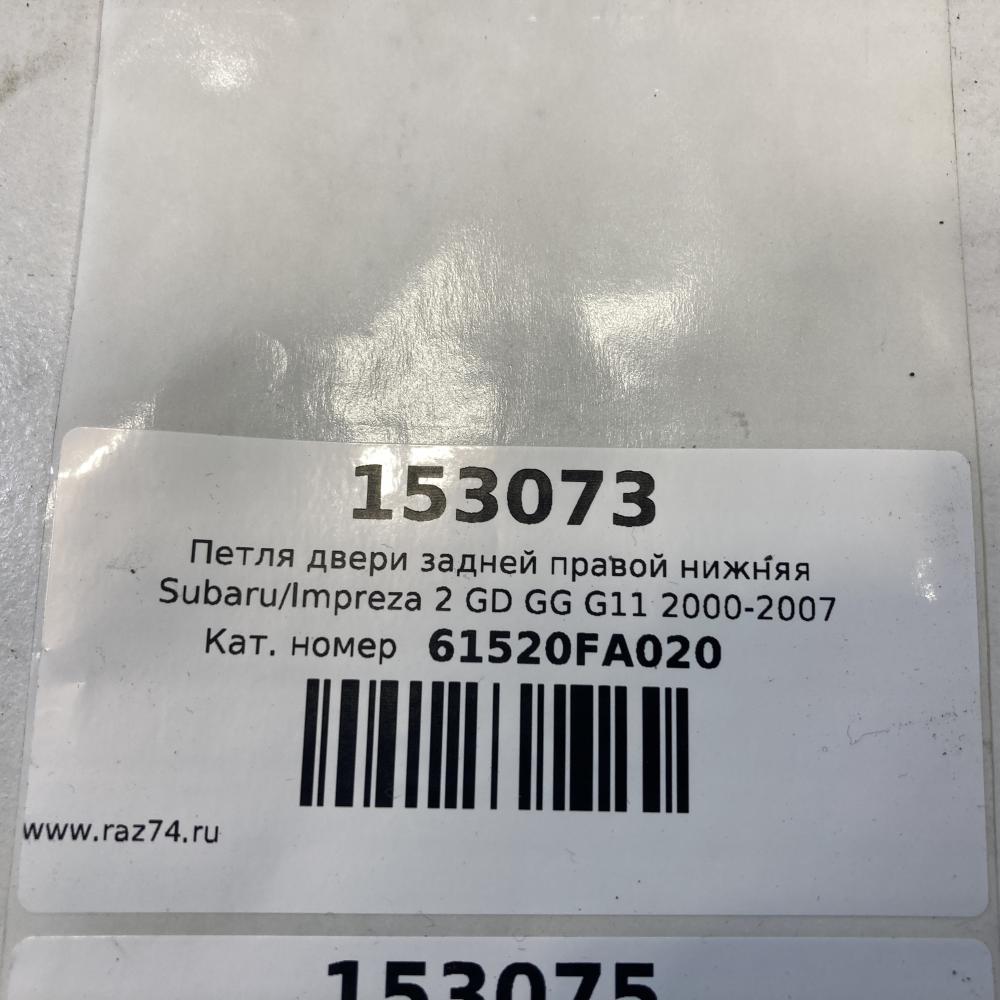 153073
Петля двери задней правой нижняя
Subaru/Impreza 2 GD GG G11 2000-2007
Кат. номер 61520FA020
www.raz74.ru
153075